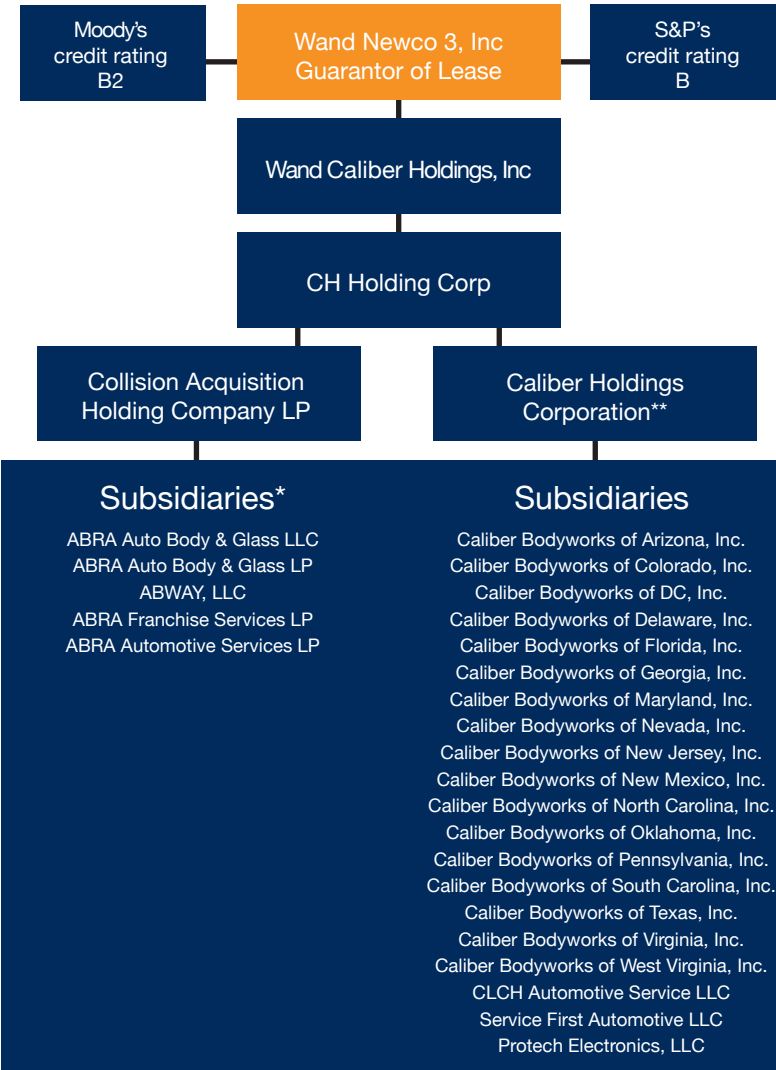 Moody's
credit rating
B2
Wand Newco 3, Inc
Guarantor of Lease
S&P's
credit rating
B
Wand Caliber Holdings, Inc
CH Holding Corp
Collision Acquisition
Holding Company LP
Caliber Holdings
Corporation**
Subsidiaries*
ABRA Auto Body & Glass LLC
ABRA Auto Body & Glass LP
ABWAY, LLC
ABRA Franchise Services LP
ABRA Automotive Services LP
Subsidiaries
Caliber Bodyworks of Arizona, Inc.
Caliber Bodyworks of Colorado, Inc.
Caliber Bodyworks of DC, Inc.
Caliber Bodyworks of Delaware, Inc.
Caliber Bodyworks of Florida, Inc.
Caliber Bodyworks of Georgia, Inc.
Caliber Bodyworks of Maryland, Inc.
Caliber Bodyworks of Nevada, Inc.
Caliber Bodyworks of New Jersey, Inc.
Caliber Bodyworks of New Mexico, Inc.
Caliber Bodyworks of North Carolina, Inc.
Caliber Bodyworks of Oklahoma, Inc.
Caliber Bodyworks of Pennsylvania, Inc.
Caliber Bodyworks of South Carolina, Inc.
Caliber Bodyworks of Texas, Inc.
Caliber Bodyworks of Virginia, Inc.
Caliber Bodyworks of West Virginia, Inc.
CLCH Automotive Service LLC
Service First Automotive LLC
Protech Electronics, LLC